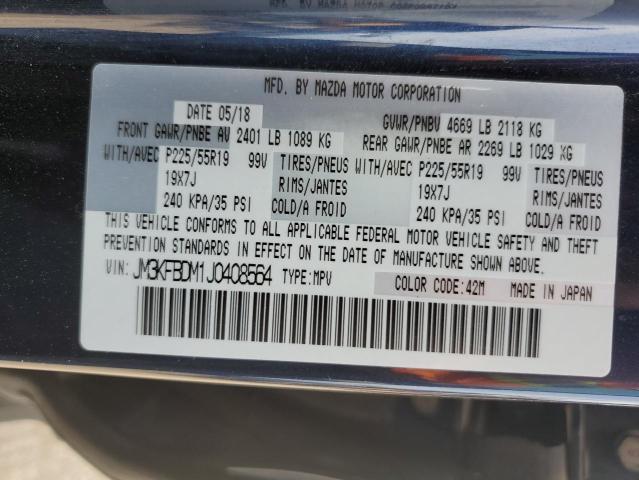 MFD. BY MAZDA MOTOR CORPORATION
MFD. BY MAZDA MOTOR CORPORATION
DATE 05/18 GVWR/PNBV 4669 LB 2118 KG
FRONT GAWR/PNBE AV 2401 LB 1089 KG REAR GAWR/PNBE AR 2269 LB 1029 KG
WITH/AVEC P225/55R19 99V TIRES/PNEUS WITH/AVEC P225/55R19 99V TIRES/PNEUS
19X7J RIMS/JANTES 19X7J RIMS/JANTES
240 KPA/35 PSI COLD/A FROID 240 KPA/35 PSI COLD/A FROID
THIS VEHICLE CONFORMS TO ALL APPLICABLE FEDERAL MOTOR VEHICLE SAFETY AND THEFT
PREVENTION STANDARDS IN EFFECT ON THE DATE OF MANUFACTURE SHOWN ABOVE.
VIN: JM3KFBDM1J0408564 TYPE:MPV COLOR CODE:42M MADE IN JAPAN